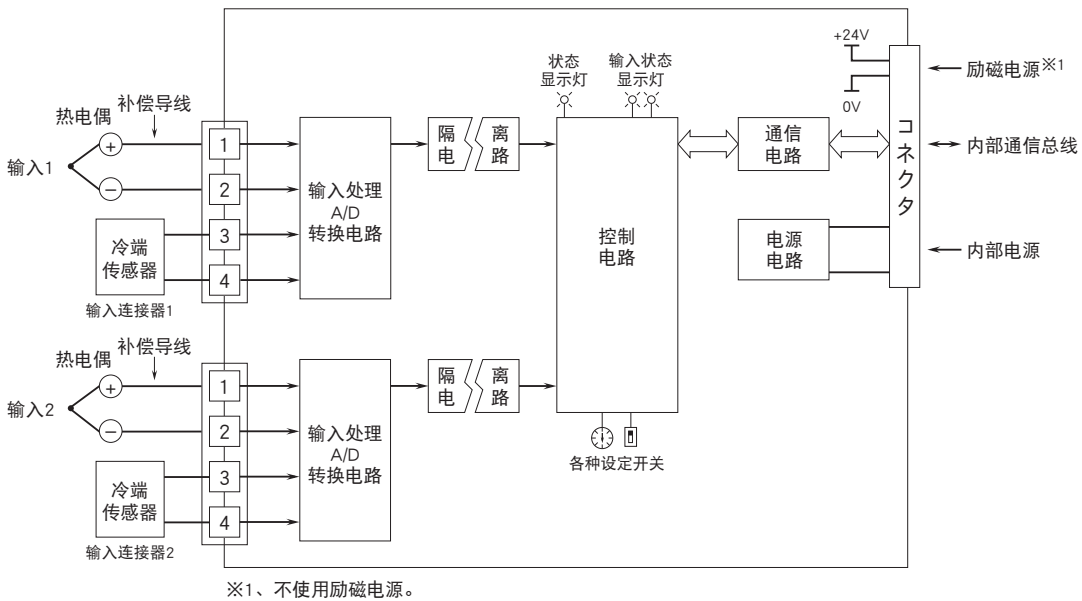 +24V
0V
励磁电源※1
状态
显示灯
输入状态
显示灯
热电偶
补偿导线
输入1
+
−
1
2
3
4
冷端
传感器
输入连接器1
输入处理
A/D
转换电路
隔
电
离
路
控制
电路
通信
电路
电源
电路
コネクタ
内部通信总线
内部电源
热电偶
补偿导线
输入2
+
−
1
2
3
4
冷端
传感器
输入连接器2
输入处理
A/D
转换电路
隔
电
离
路
各种设定开关
※1、不使用励磁电源。